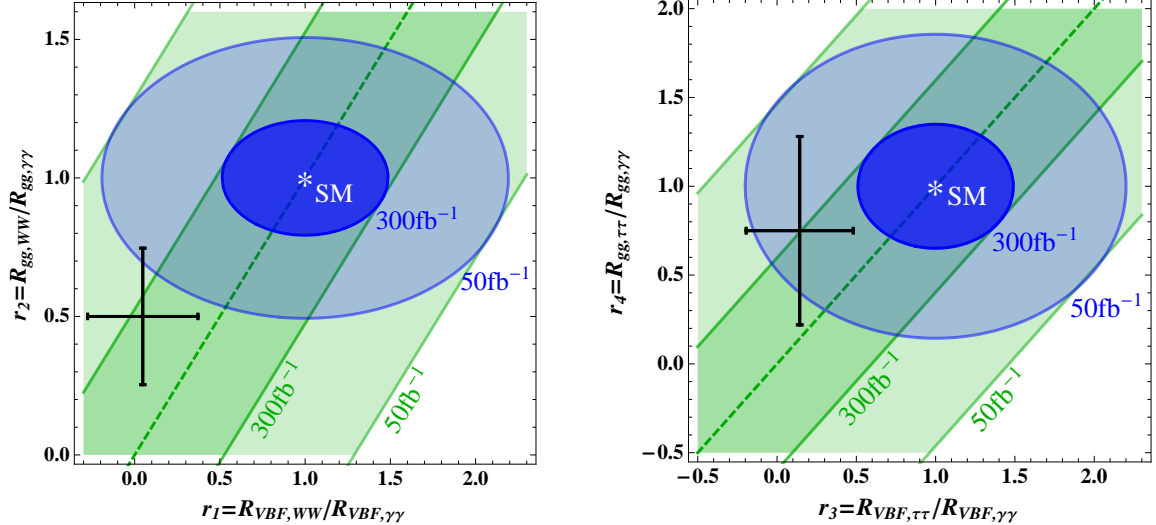 1.5
1.0
0.5
0.0
r₂=R_gg,WW/R_gg,γγ
*SM
300fb⁻¹
50fb⁻¹
300fb⁻¹
50fb⁻¹
0.0 0.5 1.0 1.5 2.0
r₁=R_VBF,WW/R_VBF,γγ
2.0
1.5
1.0
0.5
0.0
−0.5
r₄=R_gg,ττ/R_gg,γγ
*SM
300fb⁻¹
50fb⁻¹
300fb⁻¹
50fb⁻¹
−0.5 0.0 0.5 1.0 1.5 2.0
r₃=R_VBF,ττ/R_VBF,γγ